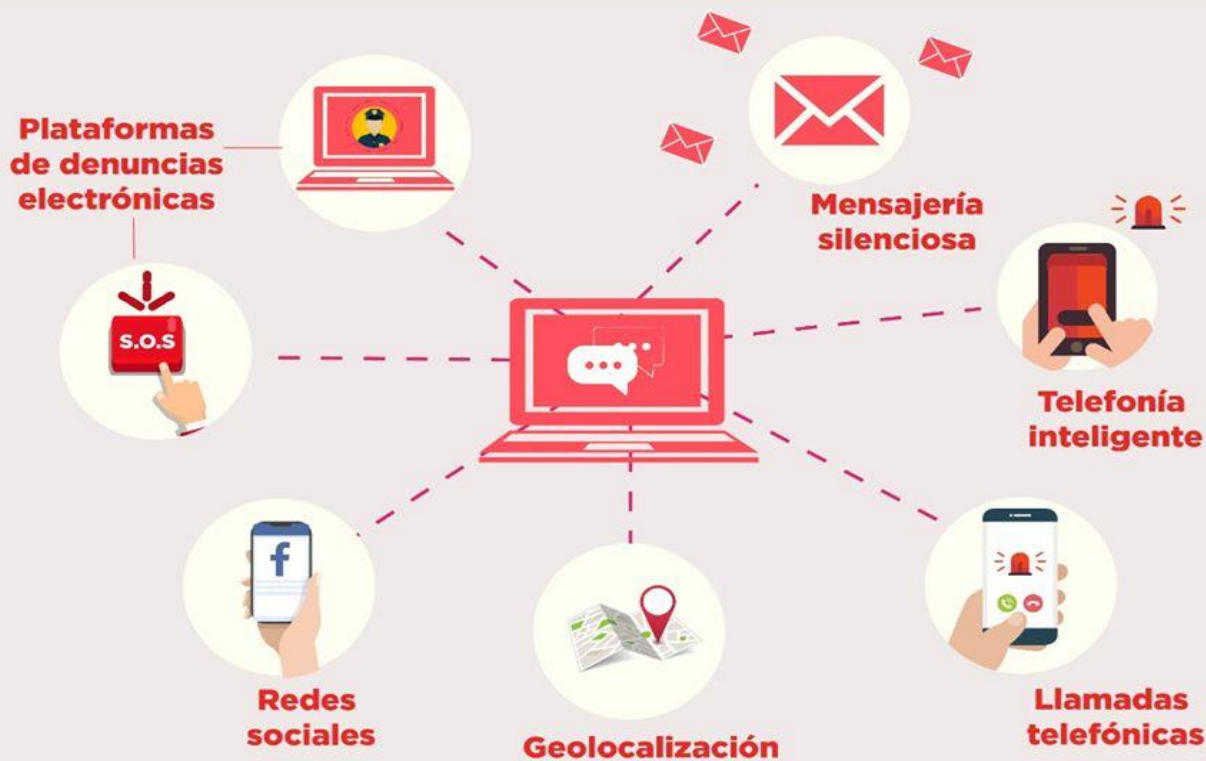 Plataformas
de denuncias
electrónicas
Mensajería
silenciosa
S.O.S
Telefonía
inteligente
f
Redes
sociales
Geolocalización
Llamadas
telefónicas